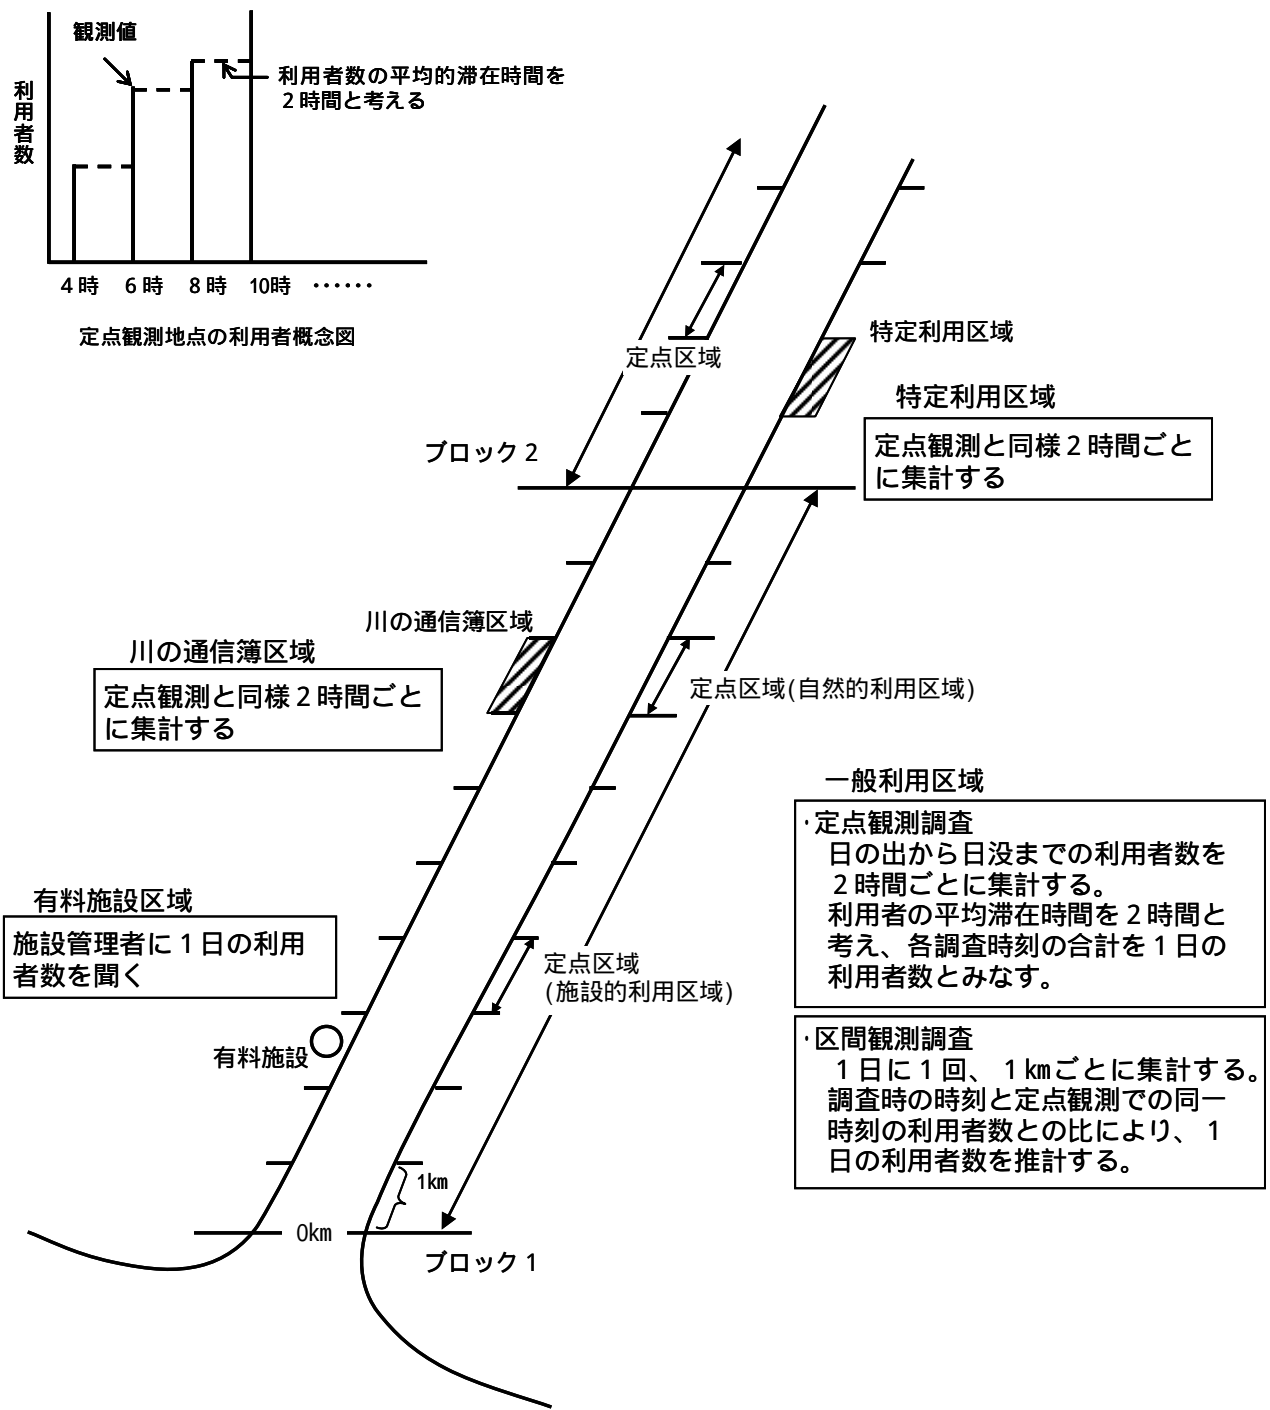 観測値
利用者数の平均的滞在時間を
2時間と考える
利用者数
4時 6時 8時 10時 ・・・・・・
定点観測地点の利用者概念図
定点区域
特定利用区域
特定利用区域
定点観測と同様2時間ごと
に集計する
ブロック2
川の通信簿区域
川の通信簿区域
定点観測と同様2時間ごと
に集計する
定点区域(自然的利用区域)
一般利用区域
・定点観測調査
日の出から日没までの利用者数を
2時間ごとに集計する。
利用者の平均滞在時間を2時間と
考え、各調査時刻の合計を1日の
利用者数とみなす。
有料施設区域
施設管理者に1日の利用
者数を聞く
定点区域
(施設的利用区域)
有料施設
・区間観測調査
1日に1回、1kmごとに集計する。
調査時の時刻と定点観測での同一
時刻の利用者数との比により、1
日の利用者数を推計する。
1km
0km
ブロック1